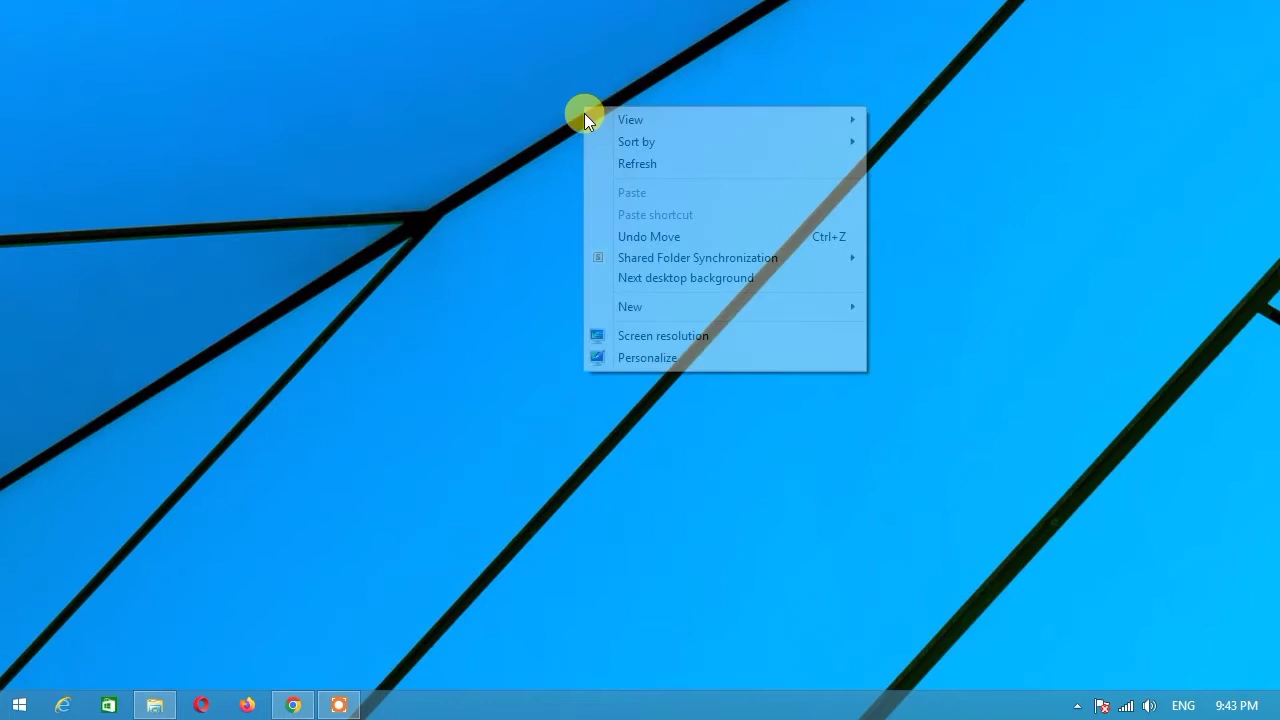 View
Sort by
Refresh
Paste
Paste shortcut
Undo Move Ctrl+Z
Shared Folder Synchronization
Next desktop background
New
Screen resolution
Personalize
ENG 9:43 PM